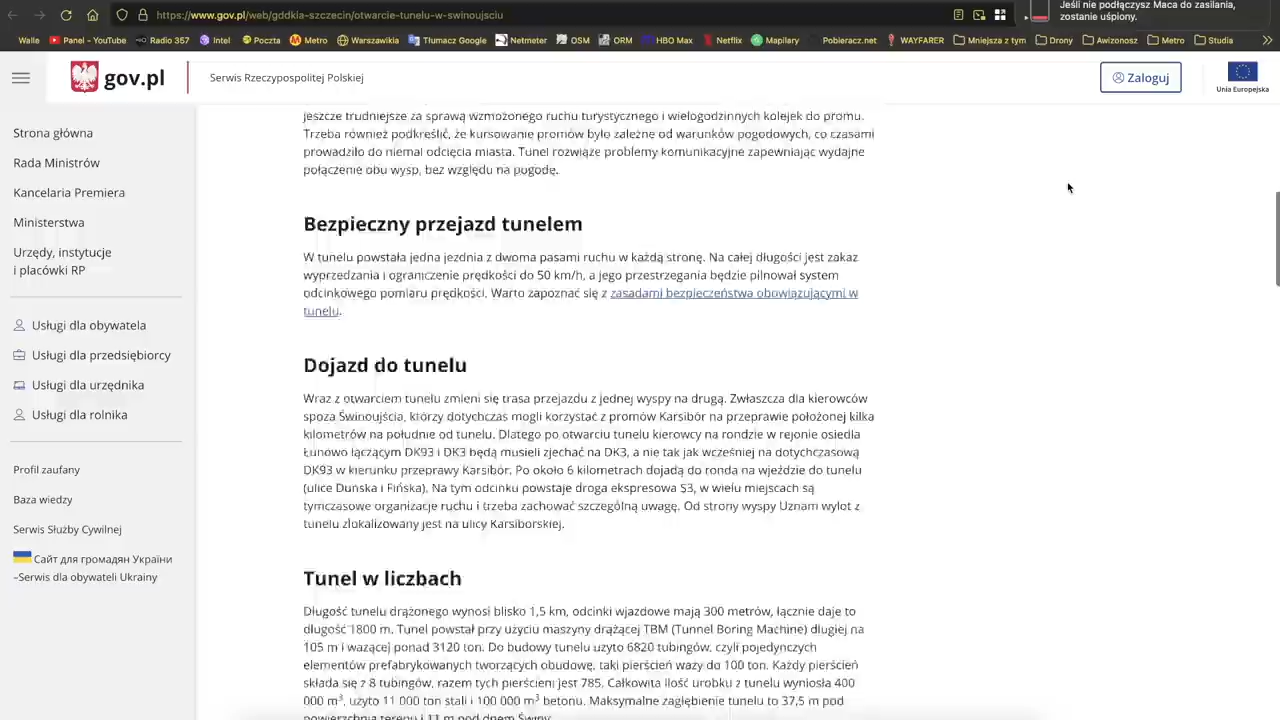 Jeśli nie podłączysz Maca do zasilania,
zostanie uśpiony.
https://www.gov.pl/web/gddkia-szczecin/otwarcie-tunelu-w-swinoujsciu
Walle
Panel - YouTube
Radio 357
Intel
Poczta
Metro
Warszawikia
Tłumacz Google
Netmeter
OSM
ORM
HBO Max
Netflix
Mapilary
Pobieracz.net
WAYFARER
Mniejsza z tym
Drony
Awizonosz
Metro
Studia
gov.pl
Serwis Rzeczypospolitej Polskiej
Zaloguj
Unia Europejska
Strona główna
Rada Ministrów
Kancelaria Premiera
Ministerstwa
Urzędy, instytucje
i placówki RP
Usługi dla obywatela
Usługi dla przedsiębiorcy
Usługi dla urzędnika
Usługi dla rolnika
Profil zaufany
Baza wiedzy
Serwis Służby Cywilnej
Сайт для громадян України
–Serwis dla obywateli Ukrainy
jeszcze trudniejsze za sprawą wzmożonego ruchu turystycznego i wielogodzinnych kolejek do promu.
Trzeba również podkreślić, że kursowanie promów było zależne od warunków pogodowych, co czasami
prowadziło do niemal odcięcia miasta. Tunel rozwiąże problemy komunikacyjne zapewniając wydajne
połączenie obu wysp, bez względu na pogodę.
Bezpieczny przejazd tunelem
W tunelu powstała jedna jezdnia z dwoma pasami ruchu w każdą stronę. Na całej długości jest zakaz
wyprzedzania i ograniczenie prędkości do 50 km/h, a jego przestrzegania będzie pilnował system
odcinkowego pomiaru prędkości. Warto zapoznać się z zasadami bezpieczeństwa obowiązującymi w
tunelu.
Dojazd do tunelu
Wraz z otwarciem tunelu zmieni się trasa przejazdu z jednej wyspy na drugą. Zwłaszcza dla kierowców
spoza Świnoujścia, którzy dotychczas mogli korzystać z promów Karsibór na przeprawie położonej kilka
kilometrów na południe od tunelu. Dlatego po otwarciu tunelu kierowcy na rondzie w rejonie osiedla
Łunowo łączącym DK93 i DK3 będą musieli zjechać na DK3, a nie tak jak wcześniej na dotychczasową
DK93 w kierunku przeprawy Karsibór. Po około 6 kilometrach dojadą do ronda na wjeździe do tunelu
(ulice Duńska i Fińska). Na tym odcinku powstaje droga ekspresowa S3, w wielu miejscach są
tymczasowe organizacje ruchu i trzeba zachować szczególną uwagę. Od strony wyspy Uznam wylot z
tunelu zlokalizowany jest na ulicy Karsiborskiej.
Tunel w liczbach
Długość tunelu drążonego wynosi blisko 1,5 km, odcinki wjazdowe mają 300 metrów, łącznie daje to
długość 1800 m. Tunel powstał przy użyciu maszyny drążącej TBM (Tunnel Boring Machine) długiej na
105 m i ważącej ponad 3120 ton. Do budowy tunelu użyto 6820 tubingów, czyli pojedynczych
elementów prefabrykowanych tworzących obudowę, taki pierścień waży do 100 ton. Każdy pierścień
składa się z 8 tubingów, razem tych pierścieni jest 785. Całkowita ilość urobku z tunelu wyniosła 400
000 m³, użyto 11 000 ton stali i 100 000 m³ betonu. Maksymalne zagłębienie tunelu to 37,5 m pod
powierzchnią terenu i 11 m pod dnem Świny.